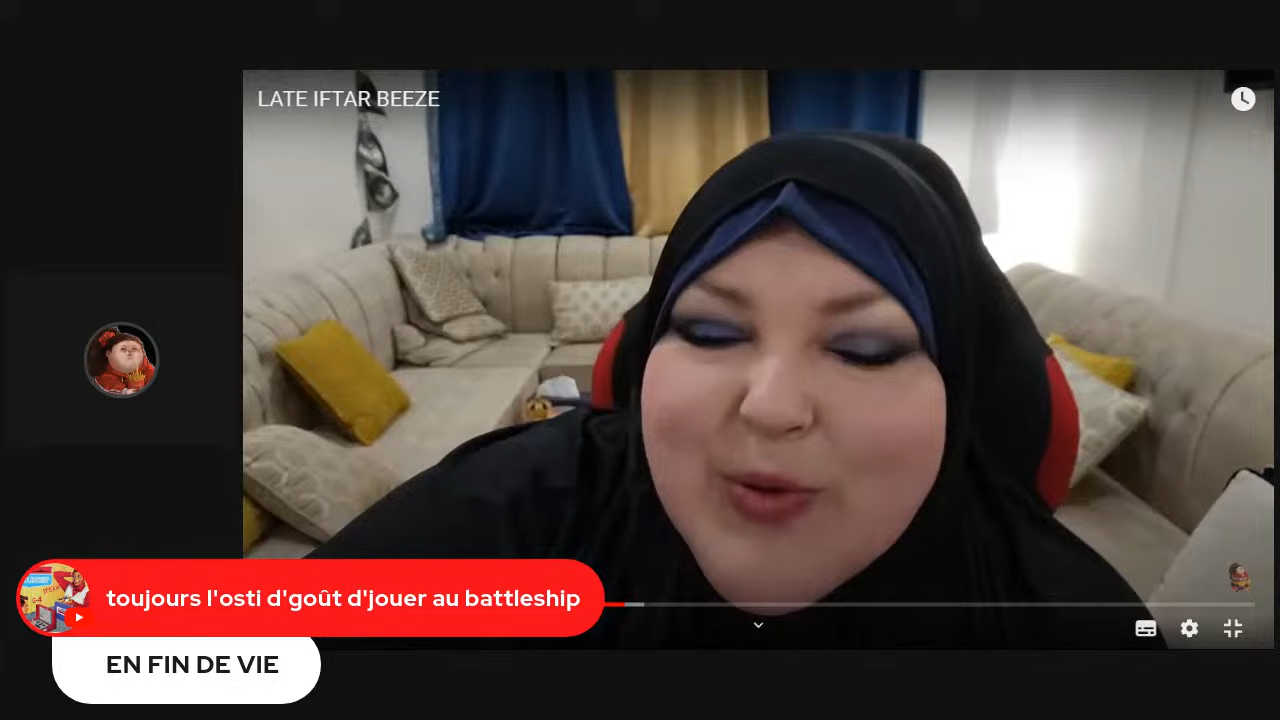 LATE IFTAR BEEZE
toujours l'osti d'goût d'jouer au battleship
EN FIN DE VIE